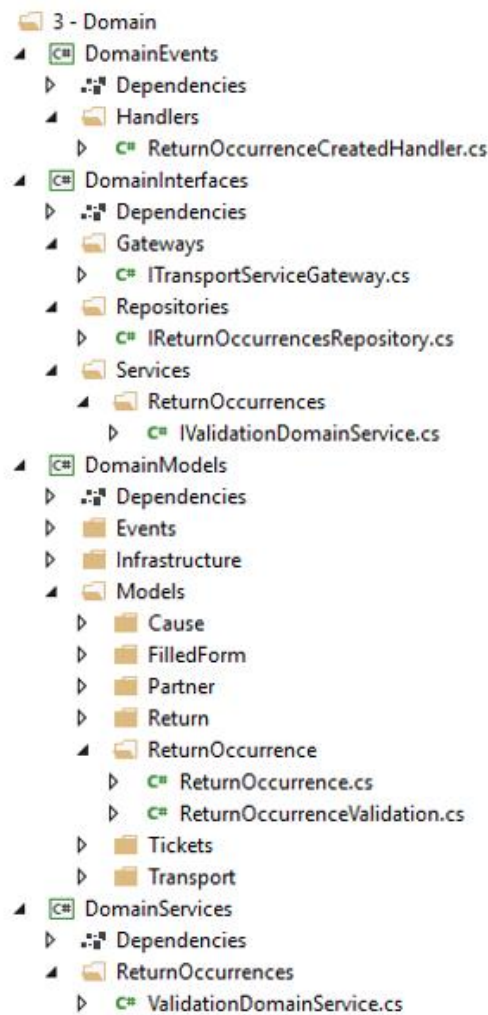 3 - Domain
C# DomainEvents
Dependencies
Handlers
C# ReturnOccurrenceCreatedHandler.cs
C# DomainInterfaces
Dependencies
Gateways
C# ITransportServiceGateway.cs
Repositories
C# IReturnOccurrencesRepository.cs
Services
ReturnOccurrences
C# IValidationDomainService.cs
C# DomainModels
Dependencies
Events
Infrastructure
Models
Cause
FilledForm
Partner
Return
ReturnOccurrence
C# ReturnOccurrence.cs
C# ReturnOccurrenceValidation.cs
Tickets
Transport
C# DomainServices
Dependencies
ReturnOccurrences
C# ValidationDomainService.cs